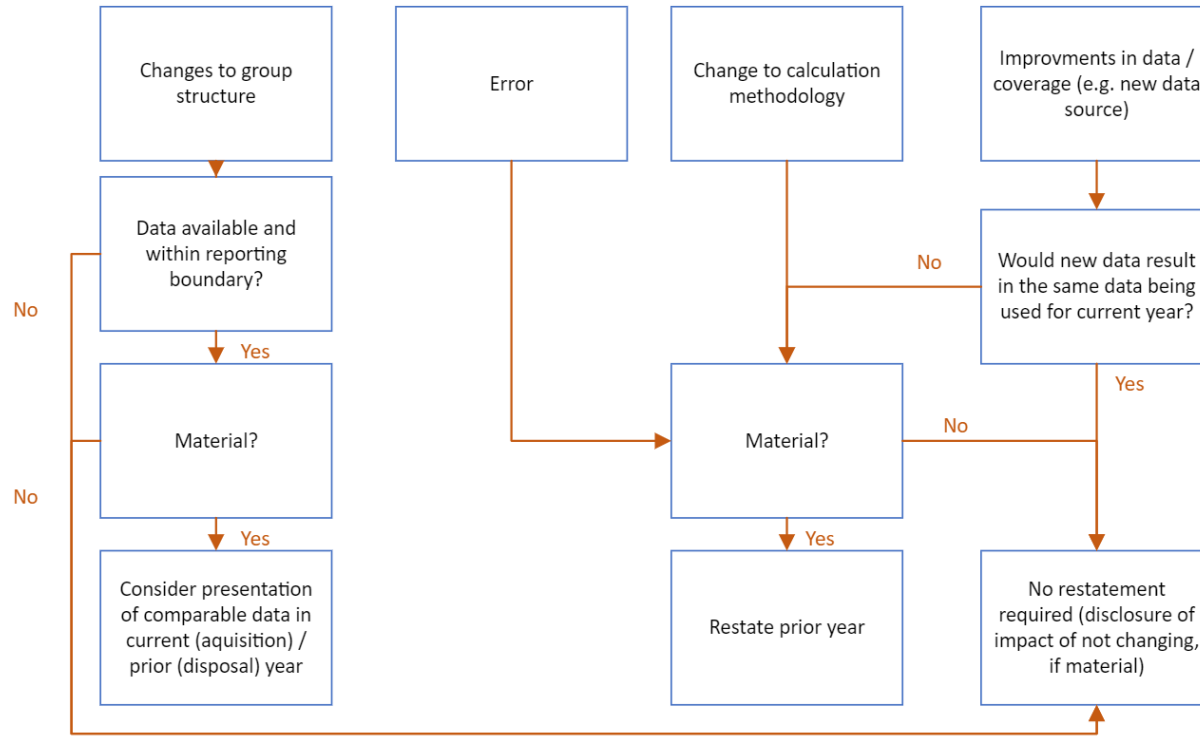 Changes to group
structure
Error
Change to calculation
methodology
Improvments in data /
coverage (e.g. new data
source)
Data available and
within reporting
boundary?
No
Would new data result
in the same data being
used for current year?
No
Yes
Yes
Material?
Material?
No
No
Yes
Yes
Consider presentation
of comparable data in
current (aquisition) /
prior (disposal) year
Restate prior year
No restatement
required (disclosure of
impact of not changing,
if material)